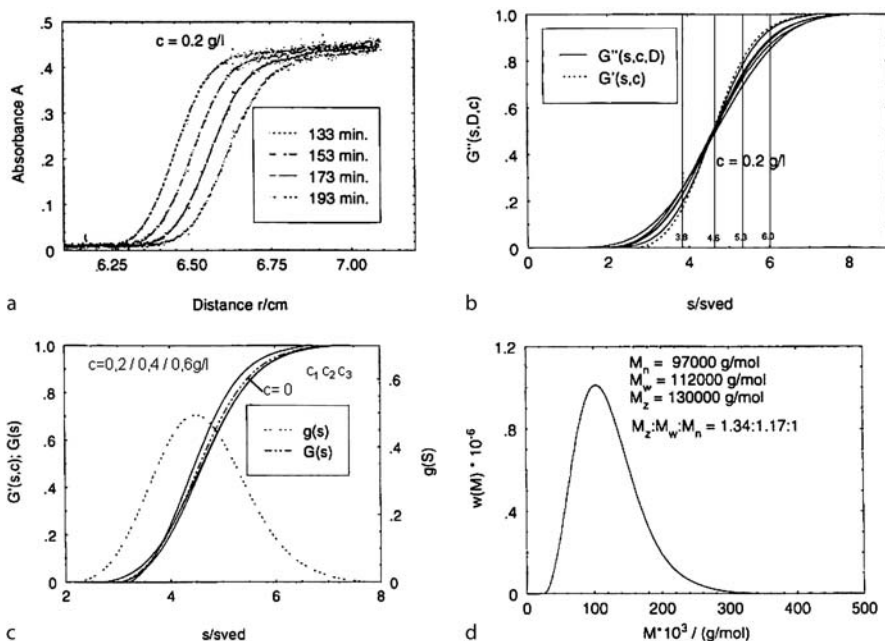 .5
.4
.3
.2
.1
0
Absorbance A
c = 0.2 g/l
133 min.
153 min.
173 min.
193 min.
6.25
6.50
6.75
7.00
Distance r/cm
a
1.0
.8
.6
.4
.2
0
G''(s,D,c)
G''(s,c,D)
G'(s,c)
c = 0.2 g/l
3.8
4.6
5.3
6.0
0
2
4
6
8
s/sved
b
1.0
.8
.6
.4
.2
0
G'(s,c); G(s)
c=0,2 / 0,4 / 0,6g/l
c₁ c₂ c₃
c= 0
g(s)
G(s)
.6
.4
.2
0
g(S)
2
4
6
8
s/sved
c
1.2
.8
.4
0
w(M) * 10⁻⁶
Mₙ = 97000 g/mol
M_w = 112000 g/mol
M_z = 130000 g/mol
M_z:M_w:Mₙ = 1.34:1.17:1
0
100
200
300
400
500
M*10³ / (g/mol)
d